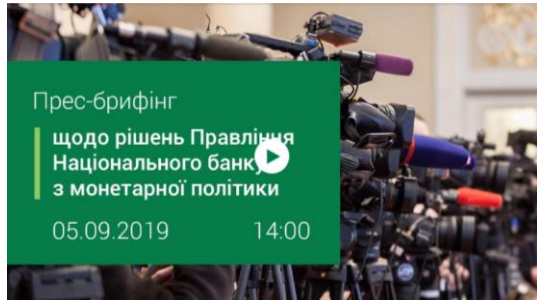 Прес-брифінг
щодо рішень Правління
Національного банку
з монетарної політики
05.09.2019 14:00